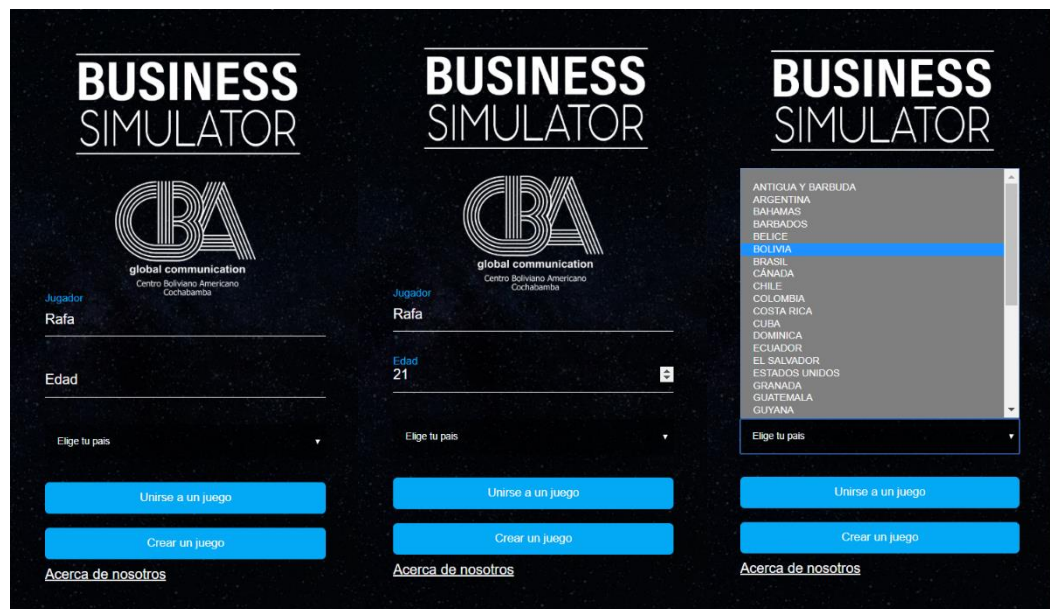 BUSINESS
SIMULATOR
CBA
global communication
Centro Boliviano Americano
Cochabamba
Jugador
Rafa
Edad
Elige tu pais
Unirse a un juego
Crear un juego
Acerca de nosotros
BUSINESS
SIMULATOR
CBA
global communication
Centro Boliviano Americano
Cochabamba
Jugador
Rafa
Edad
21
Elige tu pais
Unirse a un juego
Crear un juego
Acerca de nosotros
BUSINESS
SIMULATOR
ANTIGUA Y BARBUDA
ARGENTINA
BAHAMAS
BARBADOS
BELICE
BOLIVIA
BRASIL
CÁNADA
CHILE
COLOMBIA
COSTA RICA
CUBA
DOMINICA
ECUADOR
EL SALVADOR
ESTADOS UNIDOS
GRANADA
GUATEMALA
GUYANA
Elige tu pais
Unirse a un juego
Crear un juego
Acerca de nosotros